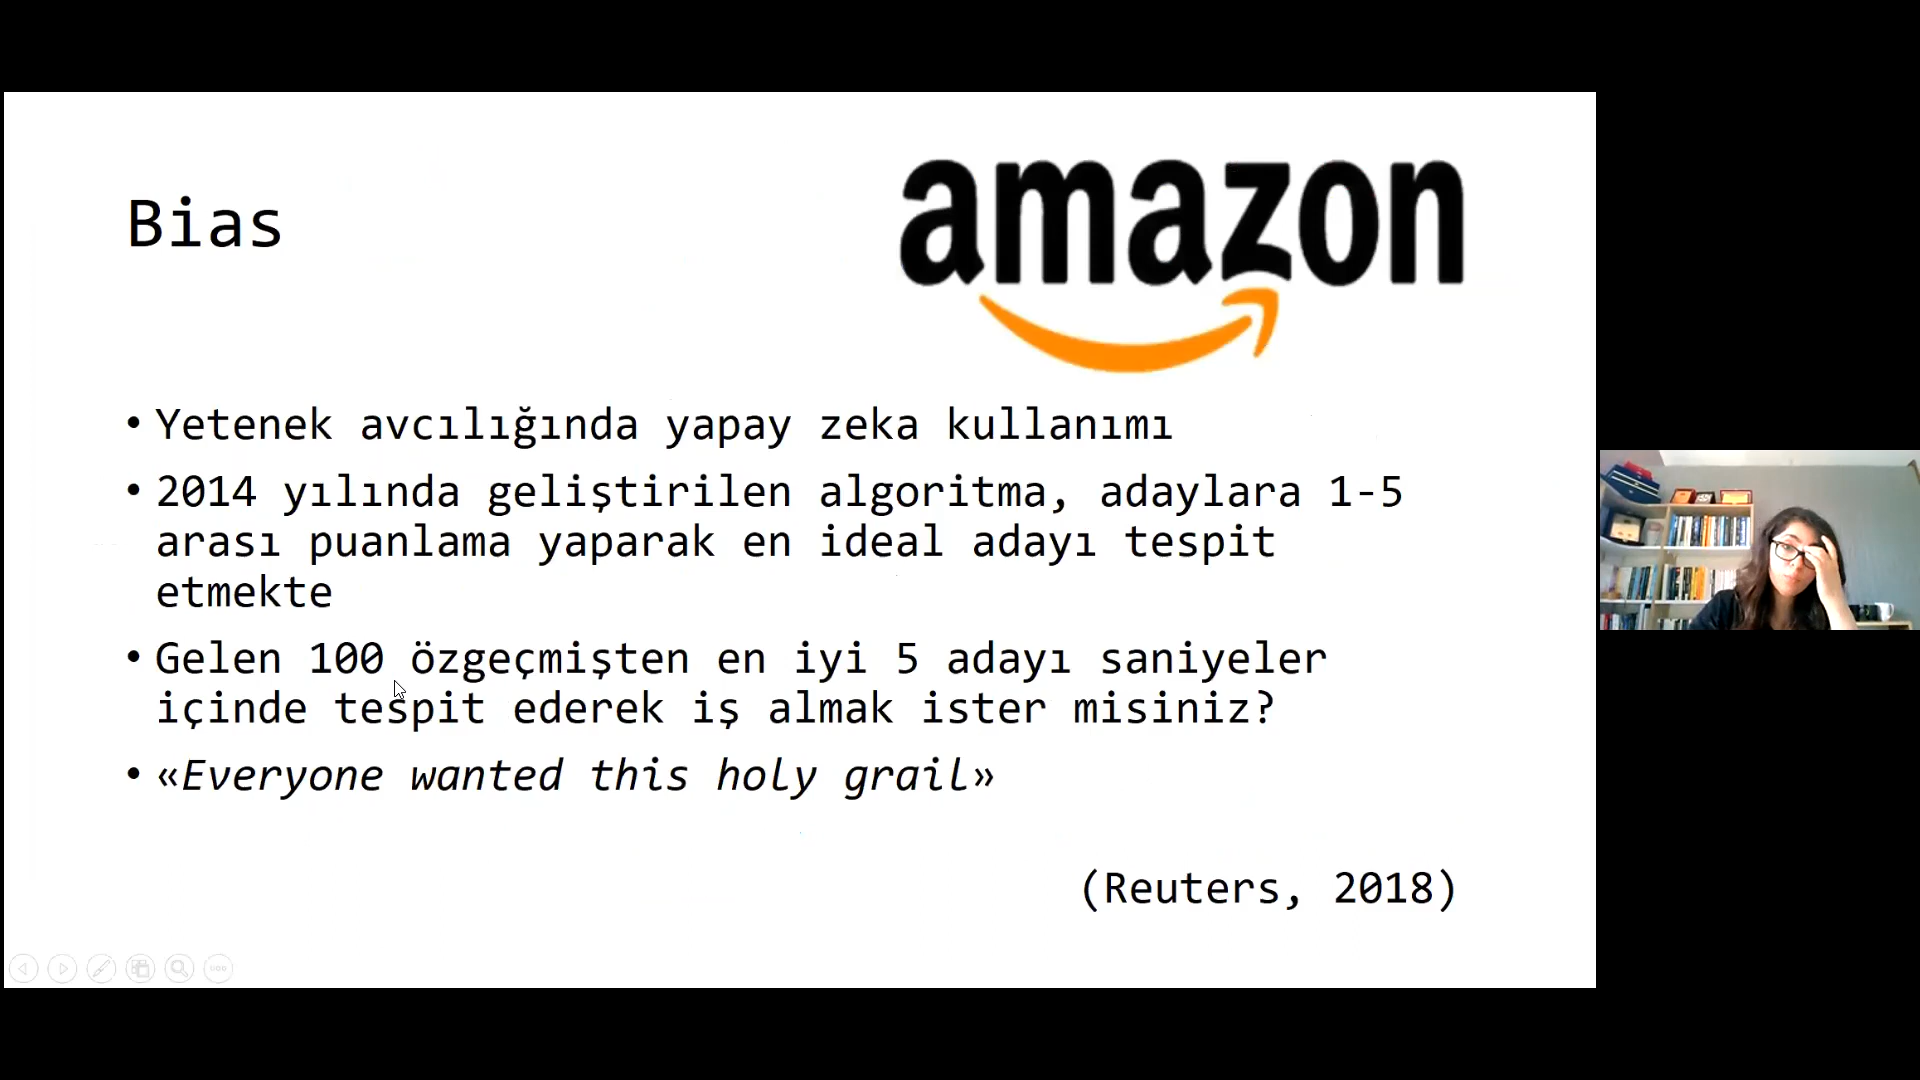 Bias
amazon
• Yetenek avcılığında yapay zeka kullanımı
• 2014 yılında geliştirilen algoritma, adaylara 1-5
arası puanlama yaparak en ideal adayı tespit
etmekte
• Gelen 100 özgeçmişten en iyi 5 adayı saniyeler
içinde tespit ederek iş almak ister misiniz?
• «Everyone wanted this holy grail»
(Reuters, 2018)